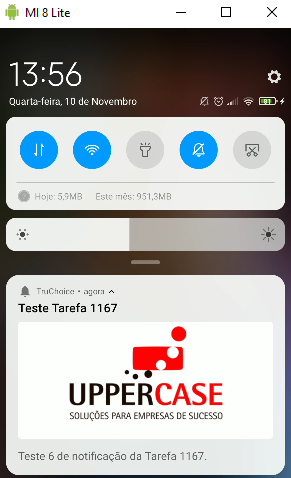 MI 8 Lite
13:56
Quarta-feira, 10 de Novembro
91
Hoje: 5,9MB Este mês: 951,3MB
TruChoice • agora
Teste Tarefa 1167
UPPERCASE
SOLUÇÕES PARA EMPRESAS DE SUCESSO
Teste 6 de notificação da Tarefa 1167.